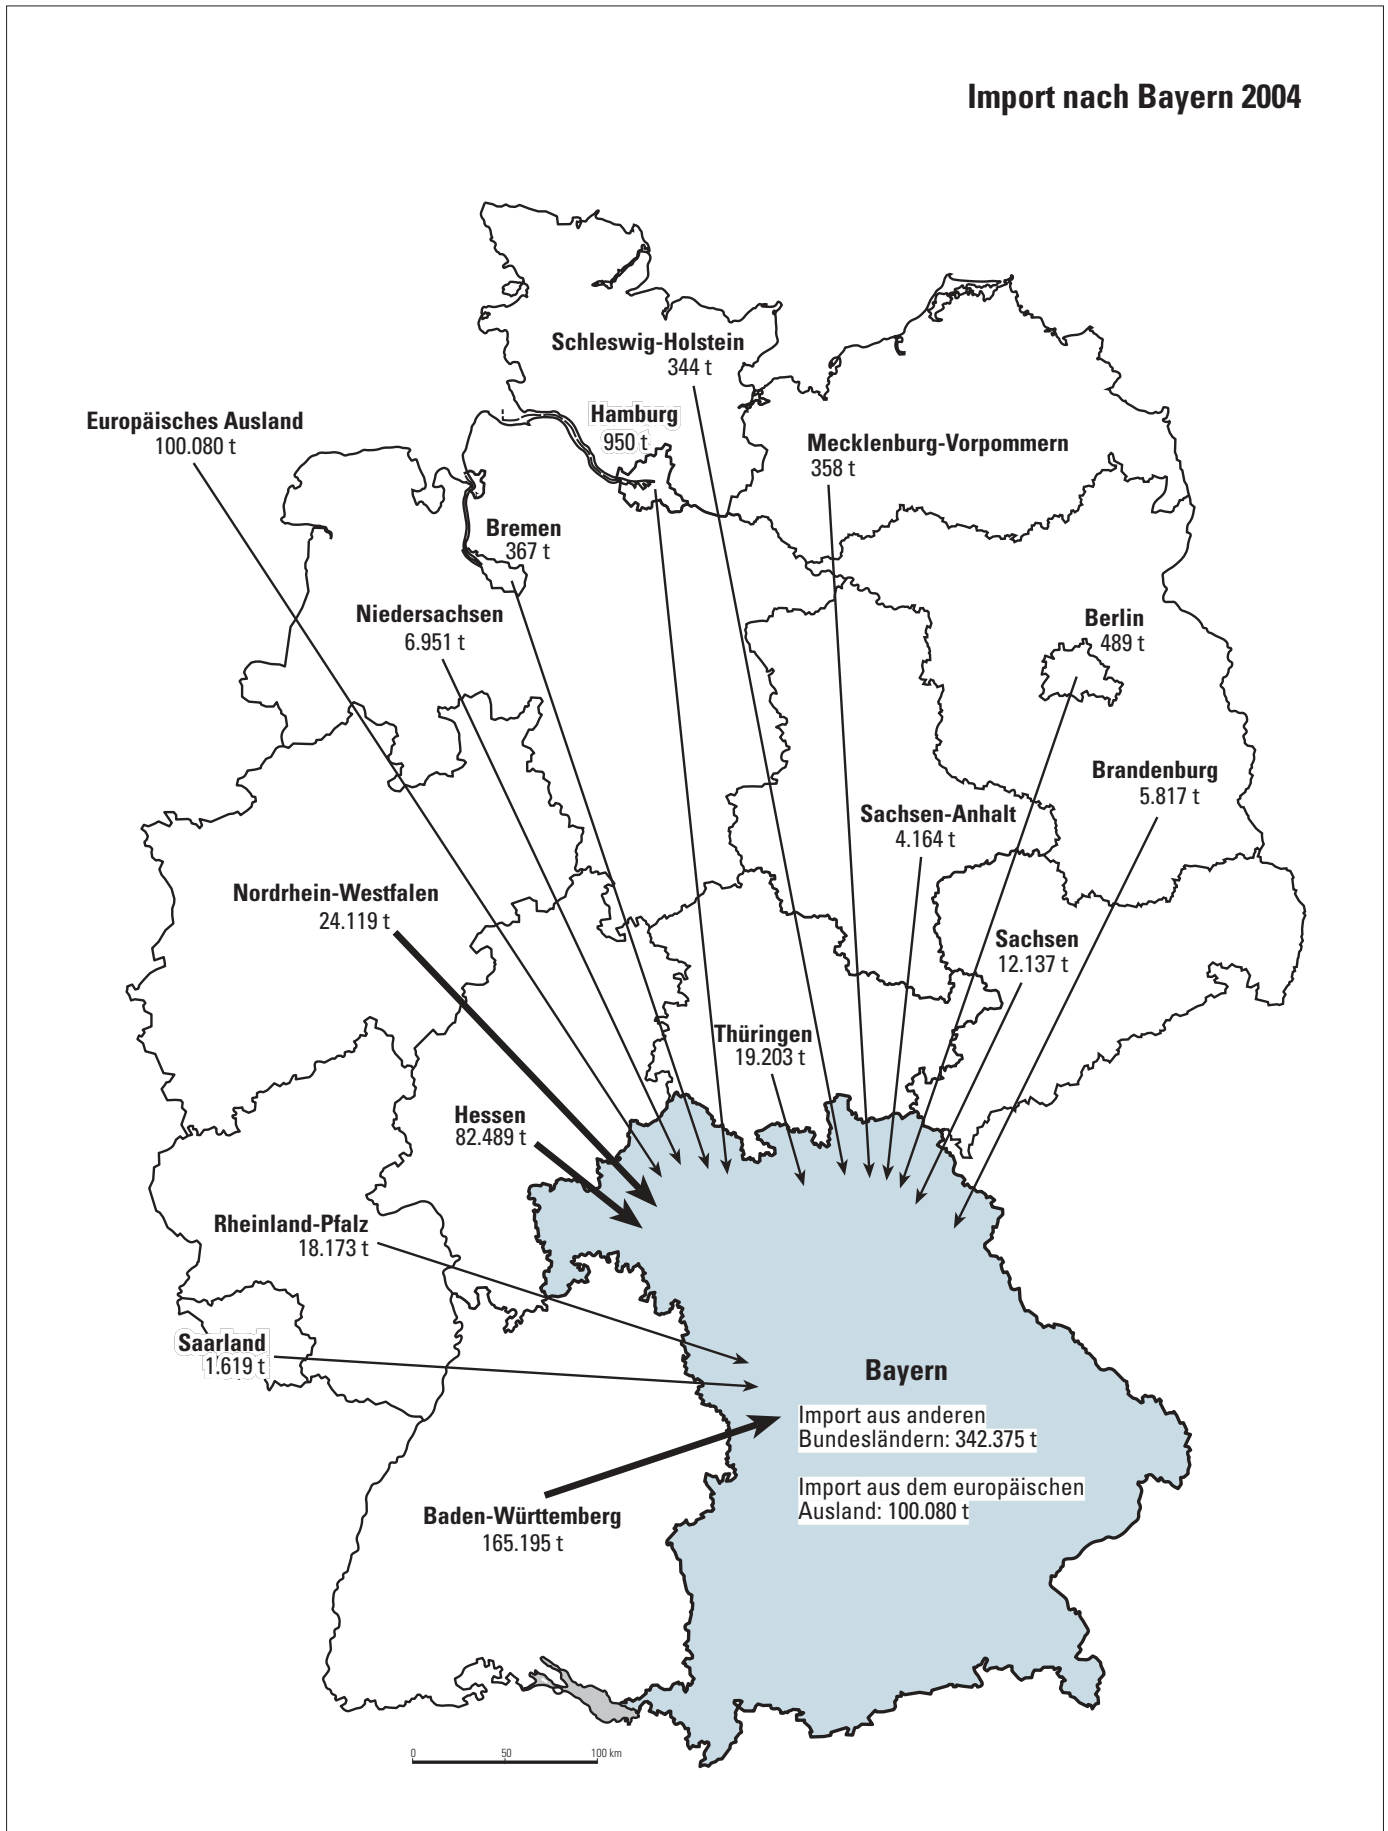 Import nach Bayern 2004
Schleswig-Holstein
344 t
Europäisches Ausland
100.080 t
Hamburg
950 t
Mecklenburg-Vorpommern
358 t
Bremen
367 t
Niedersachsen
6.951 t
Berlin
489 t
Brandenburg
5.817 t
Sachsen-Anhalt
4.164 t
Nordrhein-Westfalen
24.119 t
Sachsen
12.137 t
Thüringen
19.203 t
Hessen
82.489 t
Rheinland-Pfalz
18.173 t
Saarland
1.619 t
Bayern
Import aus anderen
Bundesländern: 342.375 t
Import aus dem europäischen
Ausland: 100.080 t
Baden-Württemberg
165.195 t
0 50 100 km